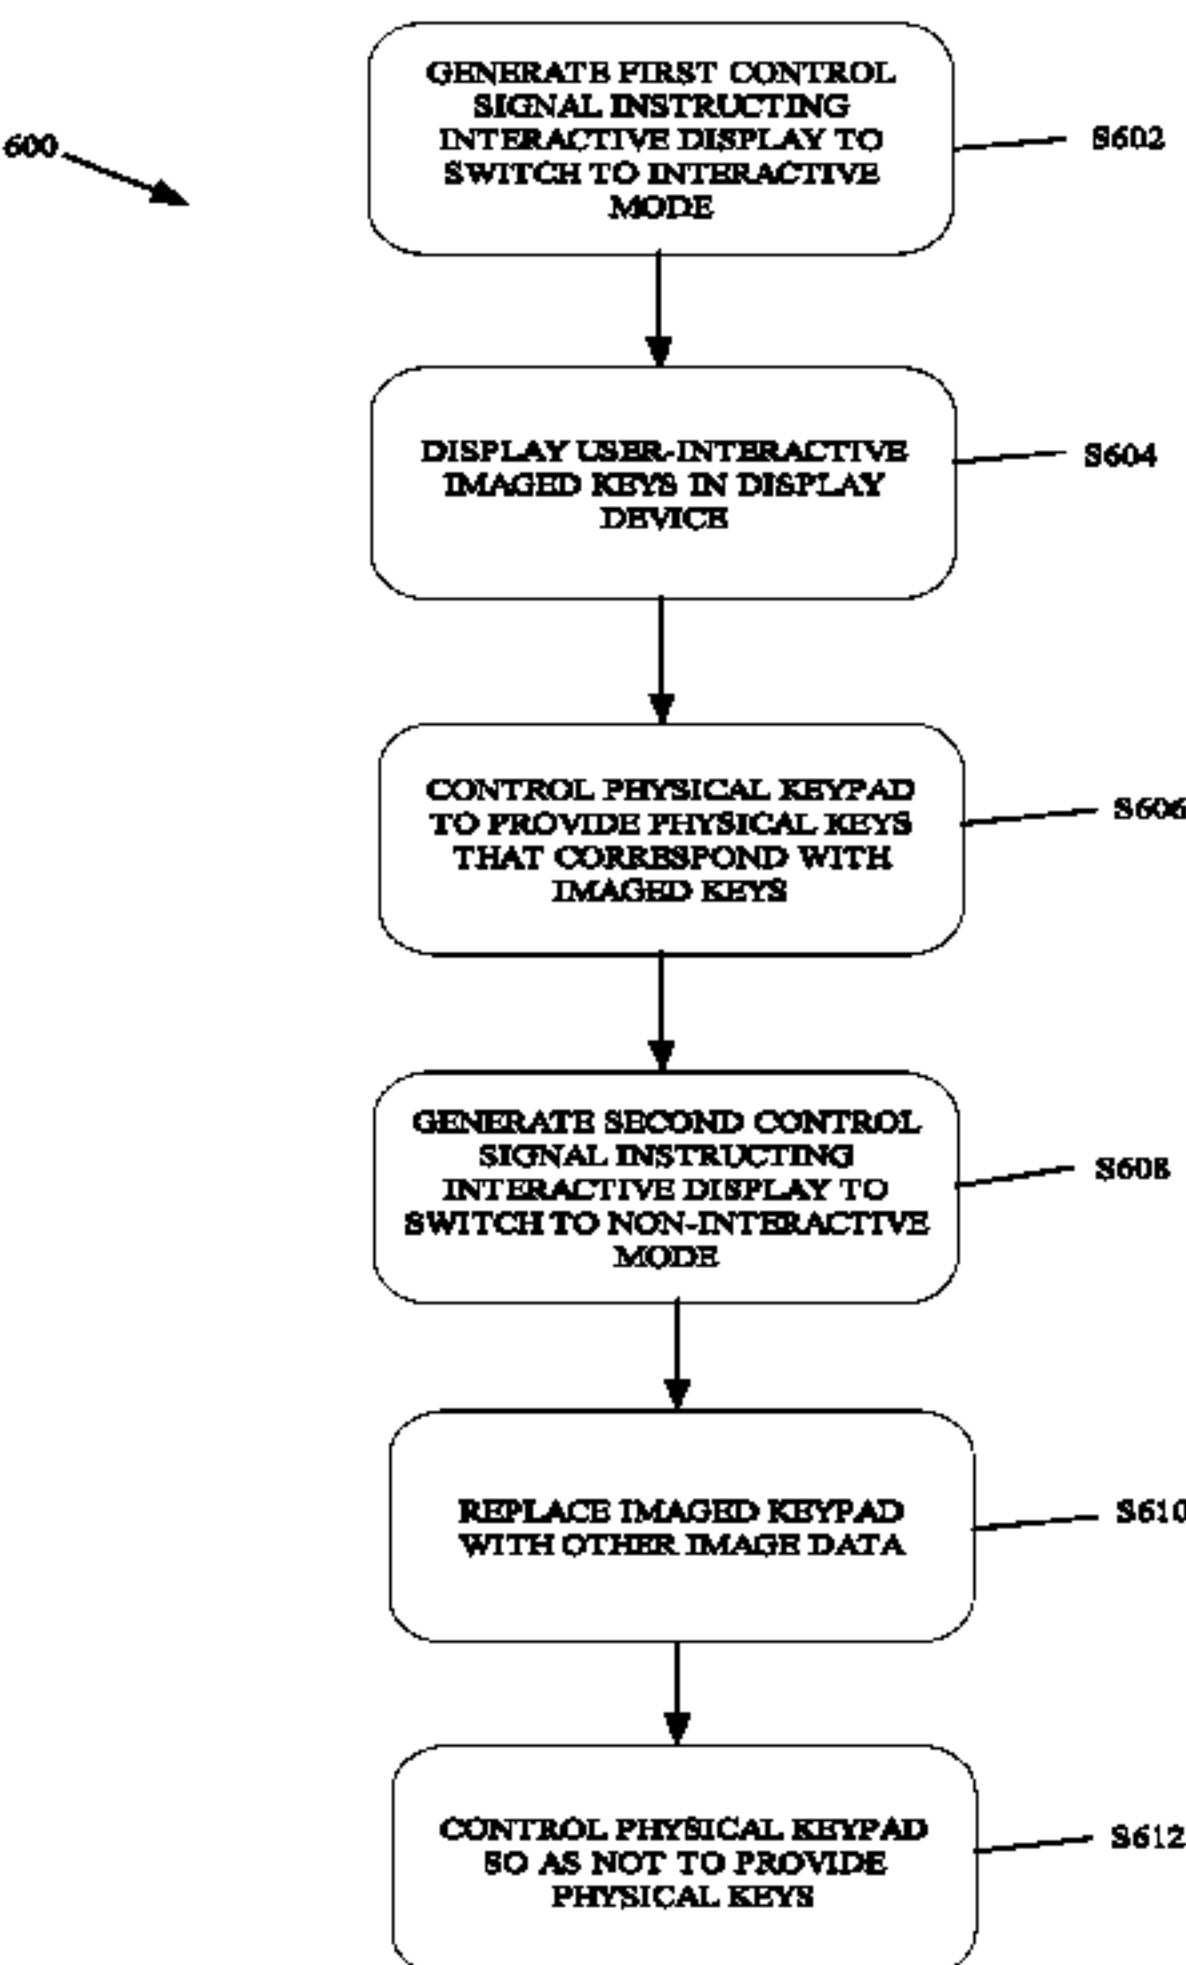 600
GENERATE FIRST CONTROL
SIGNAL INSTRUCTING
INTERACTIVE DISPLAY TO
SWITCH TO INTERACTIVE
MODE
S602
DISPLAY USER-INTERACTIVE
IMAGED KEYS IN DISPLAY
DEVICE
S604
CONTROL PHYSICAL KEYPAD
TO PROVIDE PHYSICAL KEYS
THAT CORRESPOND WITH
IMAGED KEYS
S606
GENERATE SECOND CONTROL
SIGNAL INSTRUCTING
INTERACTIVE DISPLAY TO
SWITCH TO NON-INTERACTIVE
MODE
S608
REPLACE IMAGED KEYPAD
WITH OTHER IMAGE DATA
S610
CONTROL PHYSICAL KEYPAD
SO AS NOT TO PROVIDE
PHYSICAL KEYS
S612